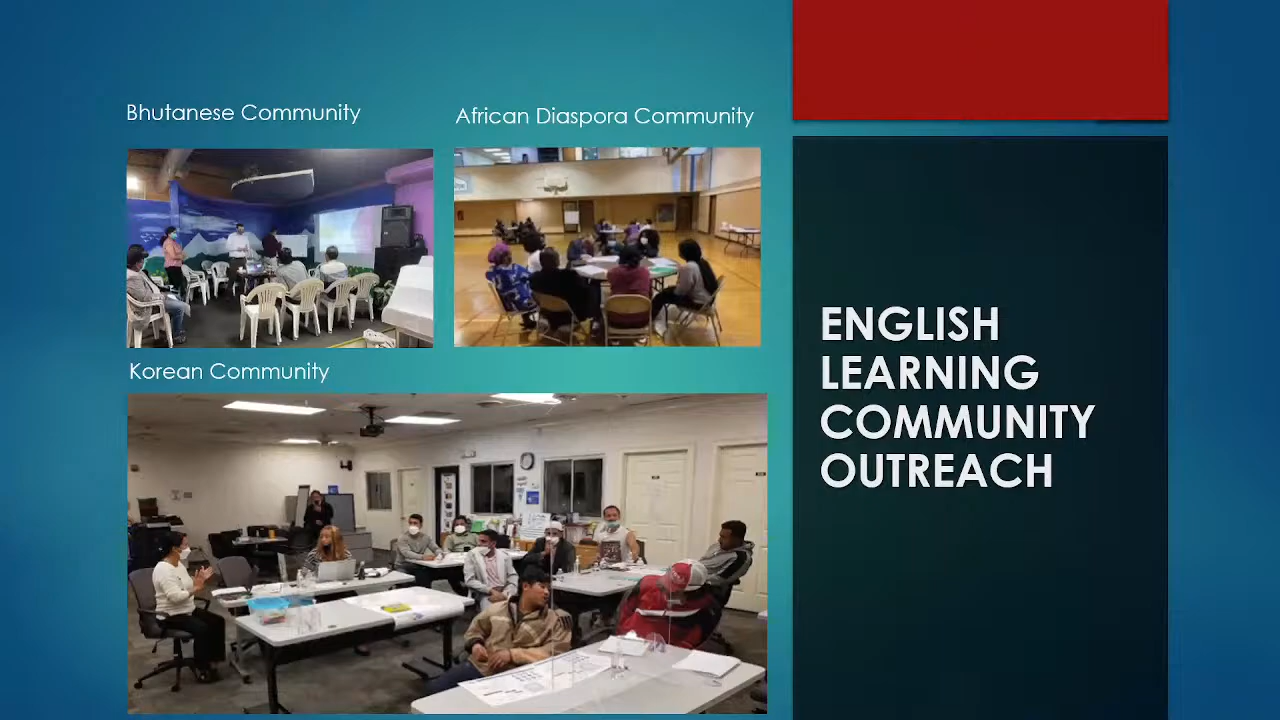 Bhutanese Community
African Diaspora Community
Korean Community
ENGLISH
LEARNING
COMMUNITY
OUTREACH